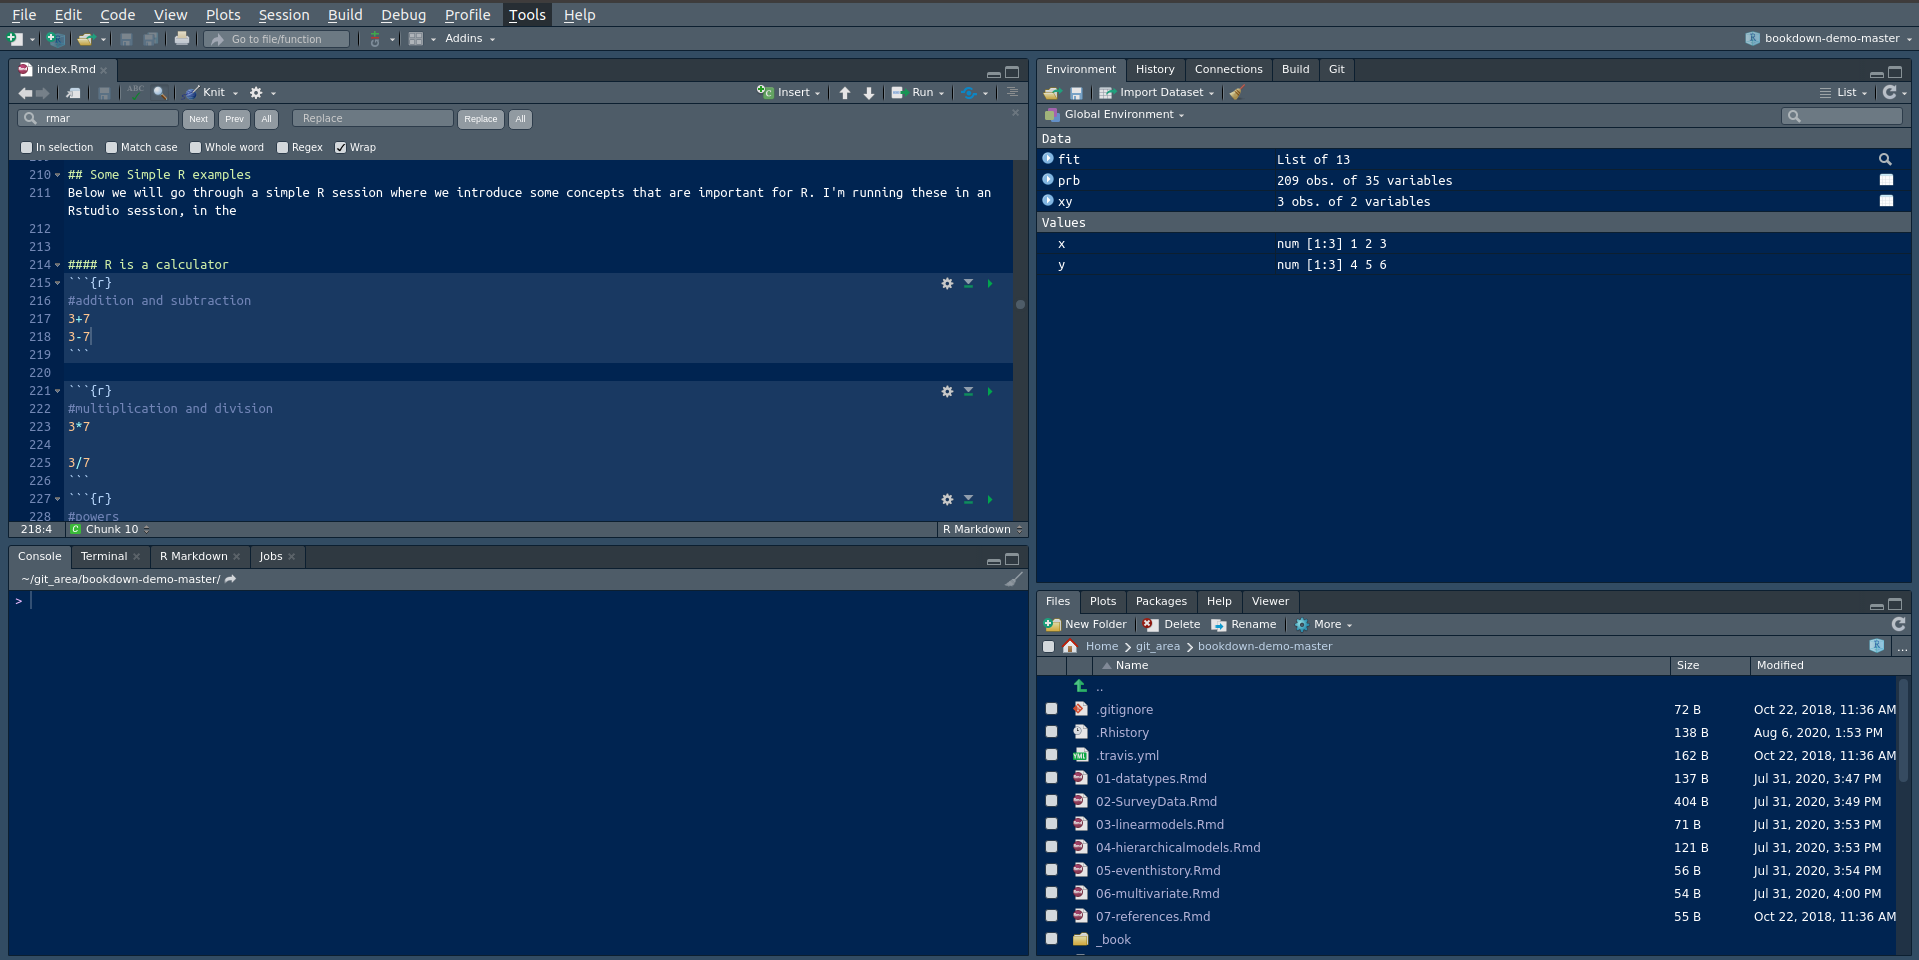 File Edit Code View Plots Session Build Debug Profile Tools Help
Go to file/function Addins bookdown-demo-master
index.Rmd
ABC Knit Insert Run
rmar Next Prev All Replace Replace All
In selection Match case Whole word Regex Wrap
210 ## Some Simple R examples
211 Below we will go through a simple R session where we introduce some concepts that are important for R. I'm running these in an
Rstudio session, in the
212
213
214 #### R is a calculator
215 ```{r}
216 #addition and subtraction
217 3+7
218 3-7
219 ```
220
221 ```{r}
222 #multiplication and division
223 3*7
224
225 3/7
226 ```
227 ```{r}
228 #powers
218:4 C Chunk 10 R Markdown
Console Terminal R Markdown Jobs
~/git_area/bookdown-demo-master/
>
Environment History Connections Build Git
Import Dataset List
Global Environment
Data
fit List of 13
prb 209 obs. of 35 variables
xy 3 obs. of 2 variables
Values
x num [1:3] 1 2 3
y num [1:3] 4 5 6
Files Plots Packages Help Viewer
New Folder Delete Rename More
Home git_area bookdown-demo-master R ...
Name Size Modified
..
.gitignore 72 B Oct 22, 2018, 11:36 AM
.Rhistory 138 B Aug 6, 2020, 1:53 PM
.travis.yml 162 B Oct 22, 2018, 11:36 AM
01-datatypes.Rmd 137 B Jul 31, 2020, 3:47 PM
02-SurveyData.Rmd 404 B Jul 31, 2020, 3:49 PM
03-linearmodels.Rmd 71 B Jul 31, 2020, 3:53 PM
04-hierarchicalmodels.Rmd 121 B Jul 31, 2020, 3:53 PM
05-eventhistory.Rmd 56 B Jul 31, 2020, 3:54 PM
06-multivariate.Rmd 54 B Jul 31, 2020, 4:00 PM
07-references.Rmd 55 B Oct 22, 2018, 11:36 AM
_book